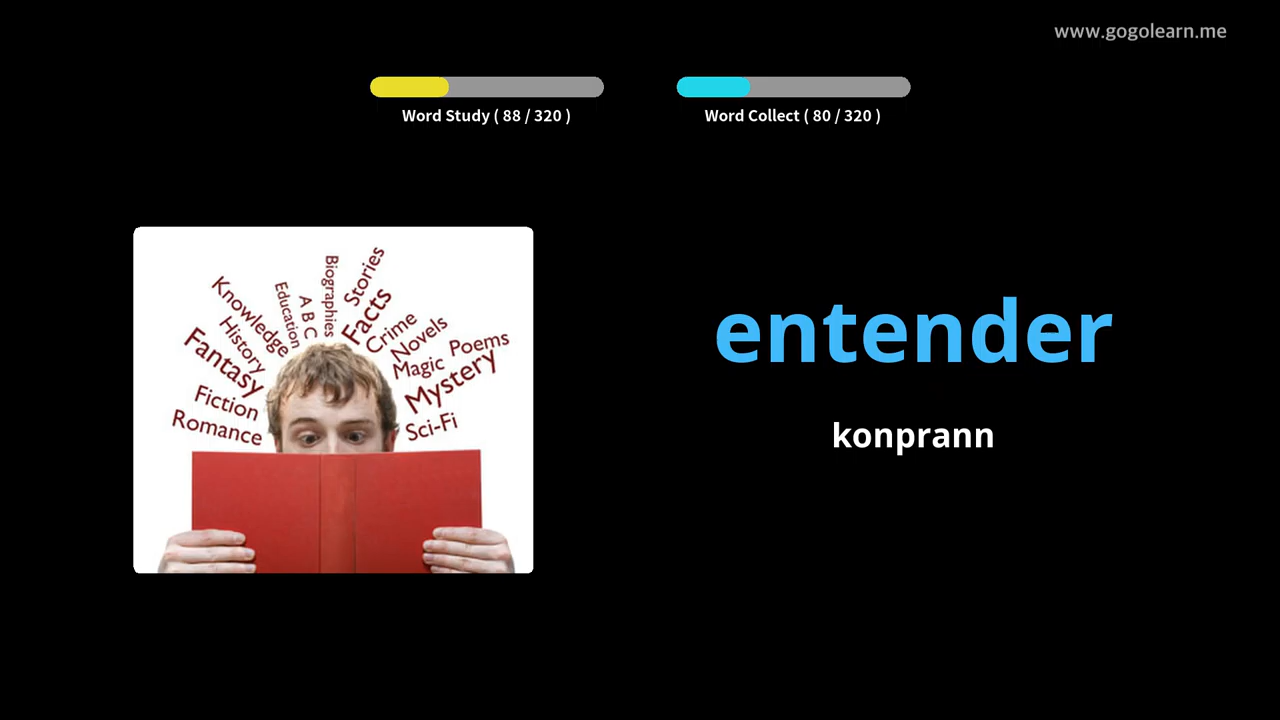 www.gogolearn.me
Word Study ( 88 / 320 )
Word Collect ( 80 / 320 )
Knowledge
Education
A B C
Biographies
Stories
Facts
Crime
Novels
Poems
History
Fantasy
Magic
Mystery
Fiction
Romance
Sci-Fi
entender
konprann